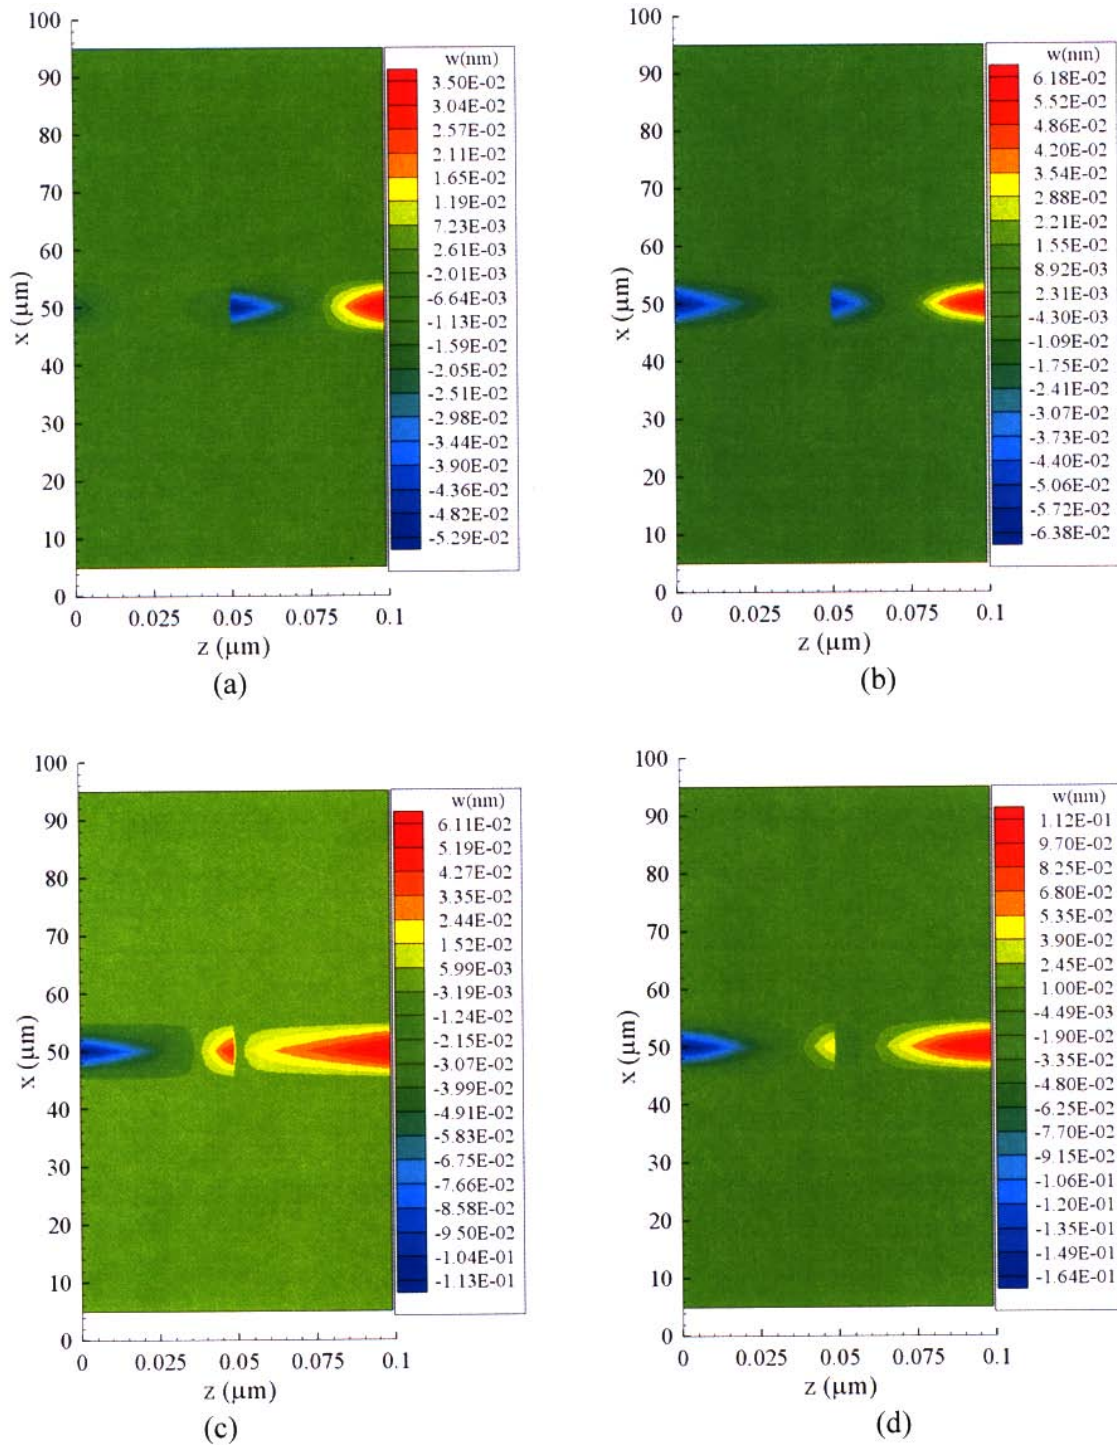 100
90
80
70
60
50
40
30
20
10
0
x (μm)
0 0.025 0.05 0.075 0.1
z (μm)
w(nm)
3.50E-02
3.04E-02
2.57E-02
2.11E-02
1.65E-02
1.19E-02
7.23E-03
2.61E-03
-2.01E-03
-6.64E-03
-1.13E-02
-1.59E-02
-2.05E-02
-2.51E-02
-2.98E-02
-3.44E-02
-3.90E-02
-4.36E-02
-4.82E-02
-5.29E-02
(a)
100
90
80
70
60
50
40
30
20
10
0
x (μm)
0 0.025 0.05 0.075 0.1
z (μm)
w(nm)
6.18E-02
5.52E-02
4.86E-02
4.20E-02
3.54E-02
2.88E-02
2.21E-02
1.55E-02
8.92E-03
2.31E-03
-4.30E-03
-1.09E-02
-1.75E-02
-2.41E-02
-3.07E-02
-3.73E-02
-4.40E-02
-5.06E-02
-5.72E-02
-6.38E-02
(b)
100
90
80
70
60
50
40
30
20
10
0
x (μm)
0 0.025 0.05 0.075 0.1
z (μm)
w(nm)
6.11E-02
5.19E-02
4.27E-02
3.35E-02
2.44E-02
1.52E-02
5.99E-03
-3.19E-03
-1.24E-02
-2.15E-02
-3.07E-02
-3.99E-02
-4.91E-02
-5.83E-02
-6.75E-02
-7.66E-02
-8.58E-02
-9.50E-02
-1.04E-01
-1.13E-01
(c)
100
90
80
70
60
50
40
30
20
10
0
x (μm)
0 0.025 0.05 0.075 0.1
z (μm)
w(nm)
1.12E-01
9.70E-02
8.25E-02
6.80E-02
5.35E-02
3.90E-02
2.45E-02
1.00E-02
-4.49E-03
-1.90E-02
-3.35E-02
-4.80E-02
-6.25E-02
-7.70E-02
-9.15E-02
-1.06E-01
-1.20E-01
-1.35E-01
-1.49E-01
-1.64E-01
(d)